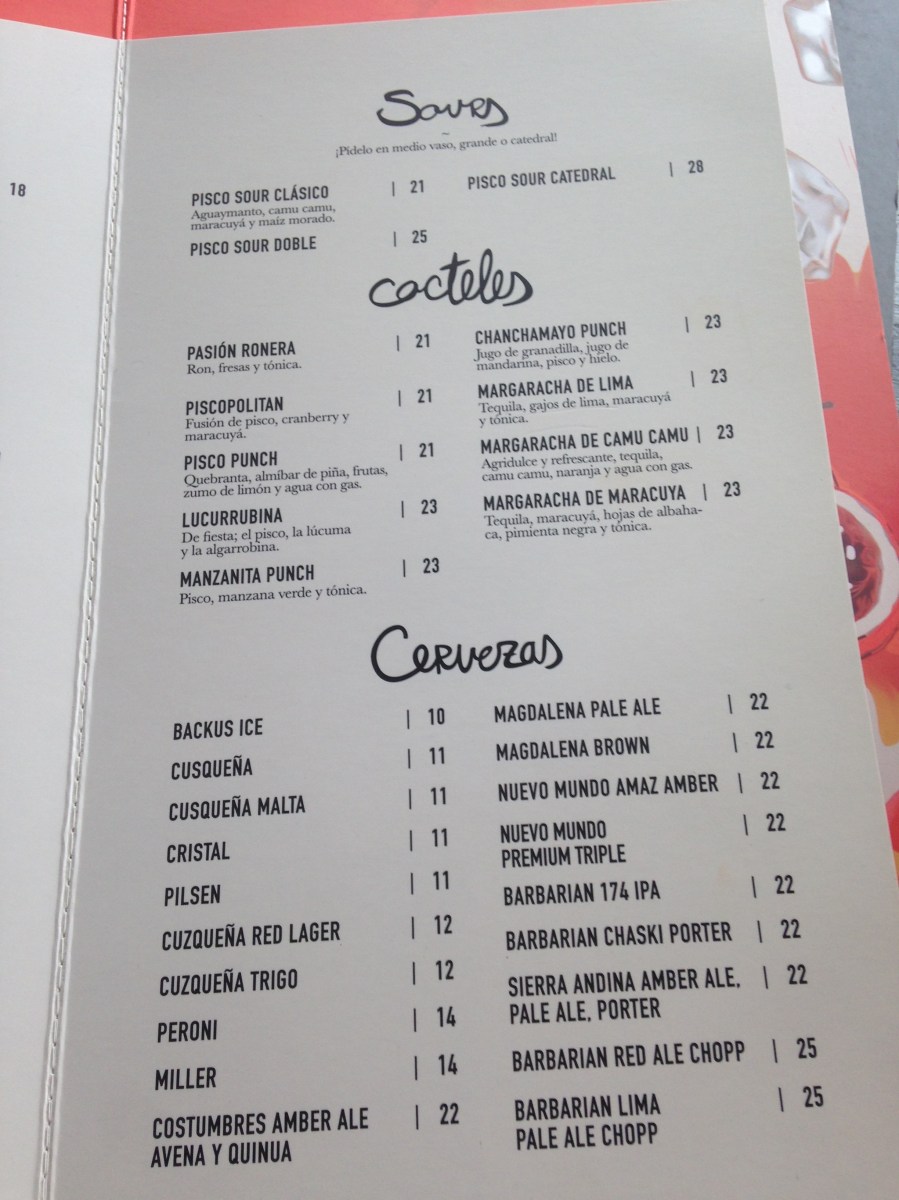 18
Sours
~
¡Pídelo en medio vaso, grande o catedral!
PISCO SOUR CLÁSICO | 21
Aguaymanto, camu camu,
maracuyá y maíz morado.
PISCO SOUR DOBLE | 25
PISCO SOUR CATEDRAL | 28
cocteles
PASIÓN RONERA | 21
Ron, fresas y tónica.
PISCOPOLITAN | 21
Fusión de pisco, cranberry y
maracuyá.
PISCO PUNCH | 21
Quebranta, almíbar de piña, frutas,
zumo de limón y agua con gas.
LUCURRUBINA | 23
De fiesta; el pisco, la lúcuma
y la algarrobina.
MANZANITA PUNCH | 23
Pisco, manzana verde y tónica.
CHANCHAMAYO PUNCH | 23
Jugo de granadilla, jugo de
mandarina, pisco y hielo.
MARGARACHA DE LIMA | 23
Tequila, gajos de lima, maracuyá
y tónica.
MARGARACHA DE CAMU CAMU | 23
Agridulce y refrescante, tequila,
camu camu, naranja y agua con gas.
MARGARACHA DE MARACUYA | 23
Tequila, maracuyá, hojas de albaha-
ca, pimienta negra y tónica.
Cervezas
BACKUS ICE | 10
CUSQUEÑA | 11
CUSQUEÑA MALTA | 11
CRISTAL | 11
PILSEN | 11
CUZQUEÑA RED LAGER | 12
CUZQUEÑA TRIGO | 12
PERONI | 14
MILLER | 14
COSTUMBRES AMBER ALE | 22
AVENA Y QUINUA
MAGDALENA PALE ALE | 22
MAGDALENA BROWN | 22
NUEVO MUNDO AMAZ AMBER | 22
NUEVO MUNDO | 22
PREMIUM TRIPLE
BARBARIAN 174 IPA | 22
BARBARIAN CHASKI PORTER | 22
SIERRA ANDINA AMBER ALE, | 22
PALE ALE, PORTER
BARBARIAN RED ALE CHOPP | 25
BARBARIAN LIMA | 25
PALE ALE CHOPP